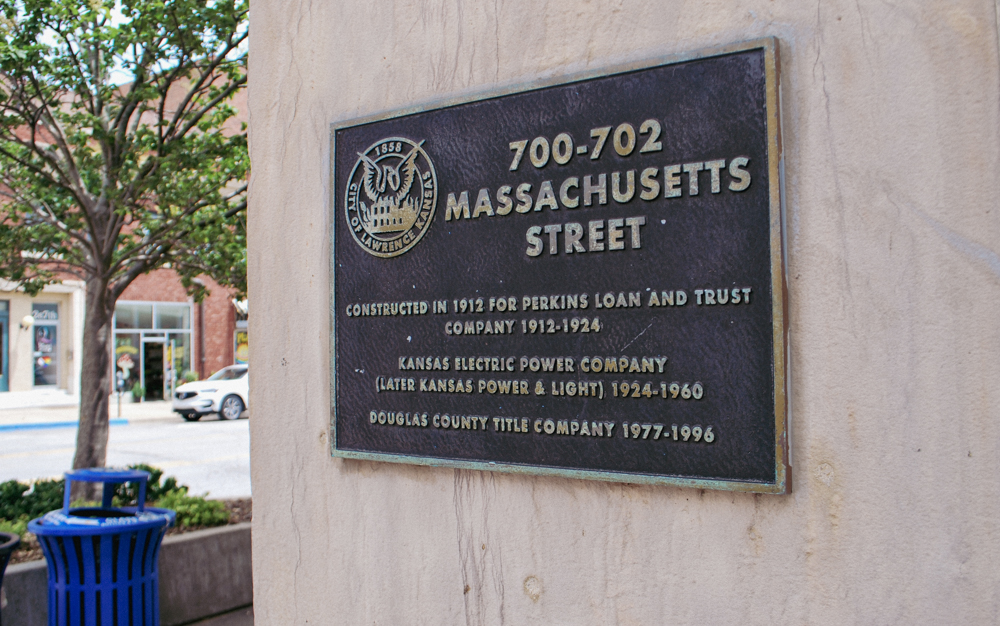 1858
CITY OF LAWRENCE KANSAS
700-702
MASSACHUSETTS
STREET
CONSTRUCTED IN 1912 FOR PERKINS LOAN AND TRUST
COMPANY 1912-1924
KANSAS ELECTRIC POWER COMPANY
(LATER KANSAS POWER & LIGHT) 1924-1960
DOUGLAS COUNTY TITLE COMPANY 1977-1996